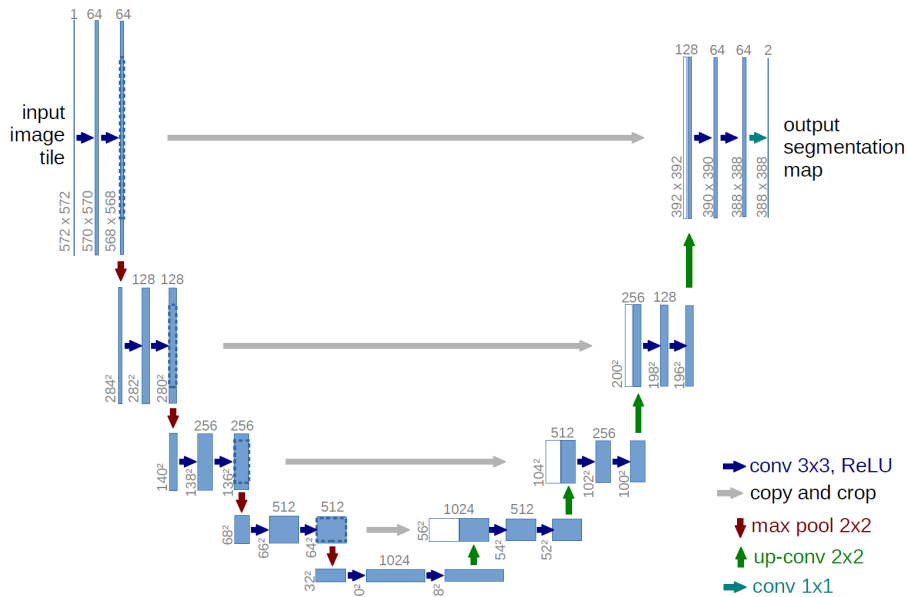 1
64
64
input
image
tile
572 x 572
570 x 570
568 x 568
128
64
64
2
output
segmentation
map
392 x 392
390 x 390
388 x 388
388 x 388
128
128
284²
282²
280²
256
128
200²
198²
196²
256
256
140²
138²
136²
512
256
104²
102²
100²
512
512
68²
66²
64²
1024
512
56²
54²
52²
1024
32²
0²
8²
conv 3x3, ReLU
copy and crop
max pool 2x2
up-conv 2x2
conv 1x1